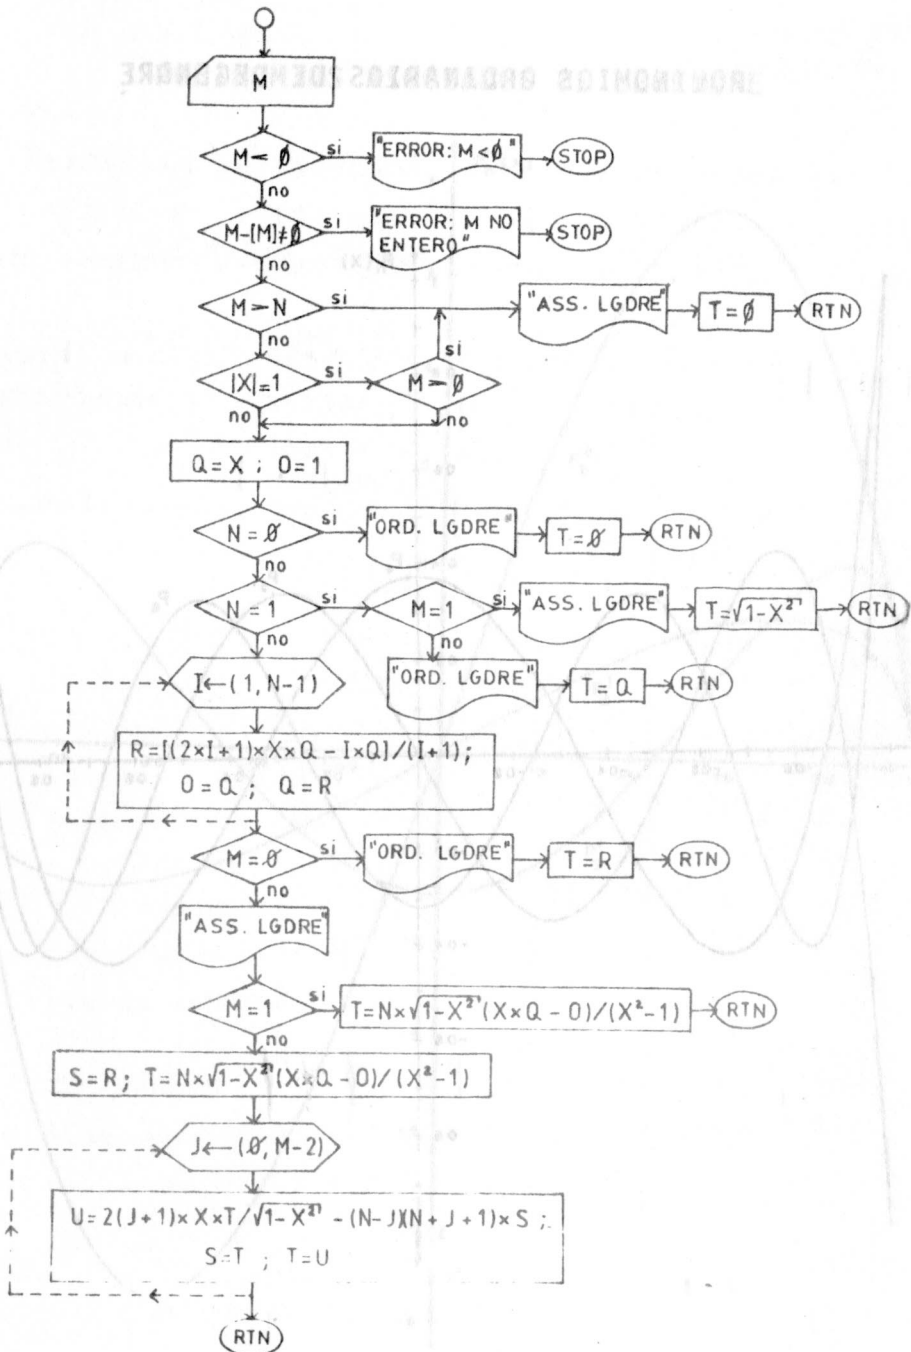 M
M < Ø
si
"ERROR: M<Ø"
STOP
no
M-[M]≠Ø
si
"ERROR: M NO
ENTERO"
STOP
no
M>N
si
"ASS. LGDRE"
T=Ø
RTN
no
si
|X|=1
si
M>Ø
no
no
Q=X ; O=1
N=Ø
si
"ORD. LGDRE"
T=Ø
RTN
no
N=1
si
M=1
si
"ASS. LGDRE"
T=√1-X²
RTN
no
no
I←(1, N-1)
"ORD. LGDRE"
T=Q
RTN
R=[(2×I+1)×X×Q-I×Q]/(I+1);
O=Q ; Q=R
M=Ø
si
"ORD. LGDRE"
T=R
RTN
no
"ASS. LGDRE"
M=1
si
T=N×√1-X² (X×Q-O)/(X²-1)
RTN
no
S=R; T=N×√1-X² (X×Q-O)/(X²-1)
J←(Ø, M-2)
U=2(J+1)×X×T/√1-X² -(N-J)(N+J+1)×S ;
S=T ; T=U
RTN